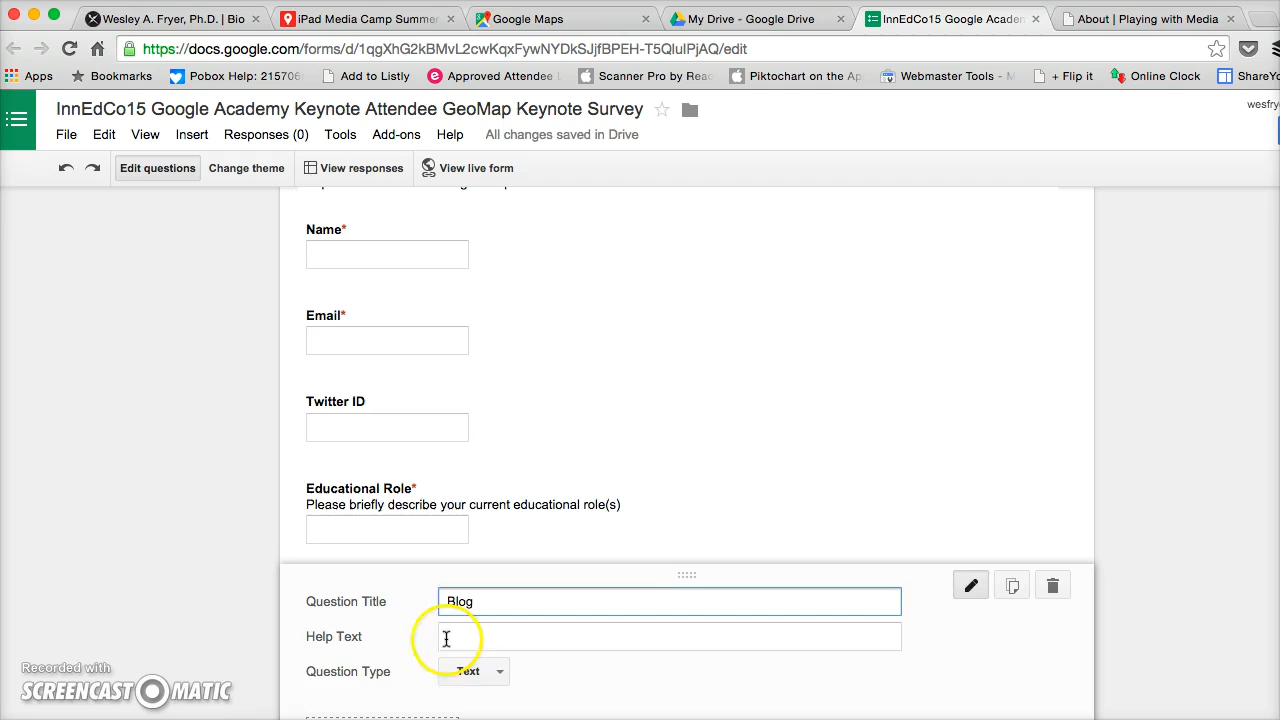 Wesley A. Fryer, Ph.D. | Bio
iPad Media Camp Summer
Google Maps
My Drive - Google Drive
InnEdCo15 Google Academ
About | Playing with Media
https://docs.google.com/forms/d/1qgXhG2kBMvL2cwKqxFywNYDkSJjfBPEH-T5QluIPjAQ/edit
Apps
Bookmarks
Pobox Help: 21570
Add to Listly
Approved Attendee
Scanner Pro by Re
Piktochart on the Ap
Webmaster Tools -
+ Flip it
Online Clock
ShareYo
InnEdCo15 Google Academy Keynote Attendee GeoMap Keynote Survey
wesfry
File Edit View Insert Responses (0) Tools Add-ons Help All changes saved in Drive
Edit questions Change theme View responses View live form
Name*
Email*
Twitter ID
Educational Role*
Please briefly describe your current educational role(s)
Question Title Blog
Help Text
Question Type Text
Recorded with
SCREENCAST MATIC